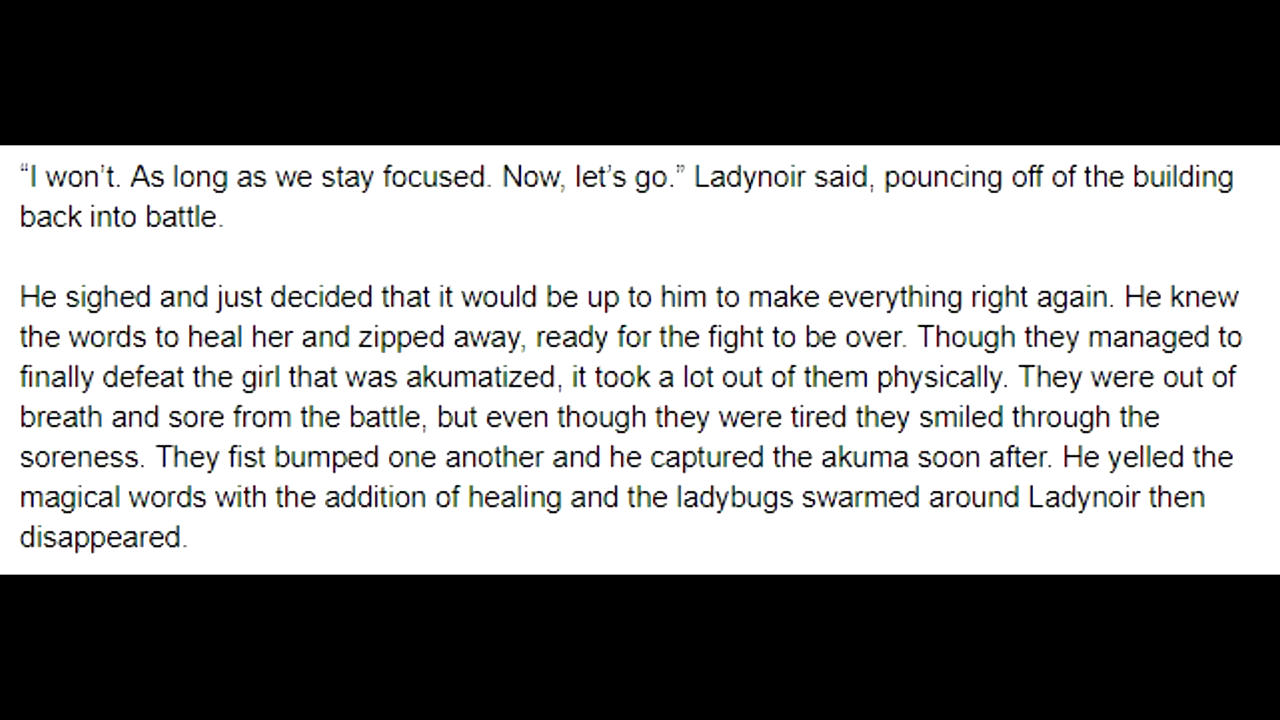 “I won’t. As long as we stay focused. Now, let’s go.” Ladynoir said, pouncing off of the building
back into battle.
He sighed and just decided that it would be up to him to make everything right again. He knew
the words to heal her and zipped away, ready for the fight to be over. Though they managed to
finally defeat the girl that was akumatized, it took a lot out of them physically. They were out of
breath and sore from the battle, but even though they were tired they smiled through the
soreness. They fist bumped one another and he captured the akuma soon after. He yelled the
magical words with the addition of healing and the ladybugs swarmed around Ladynoir then
disappeared.